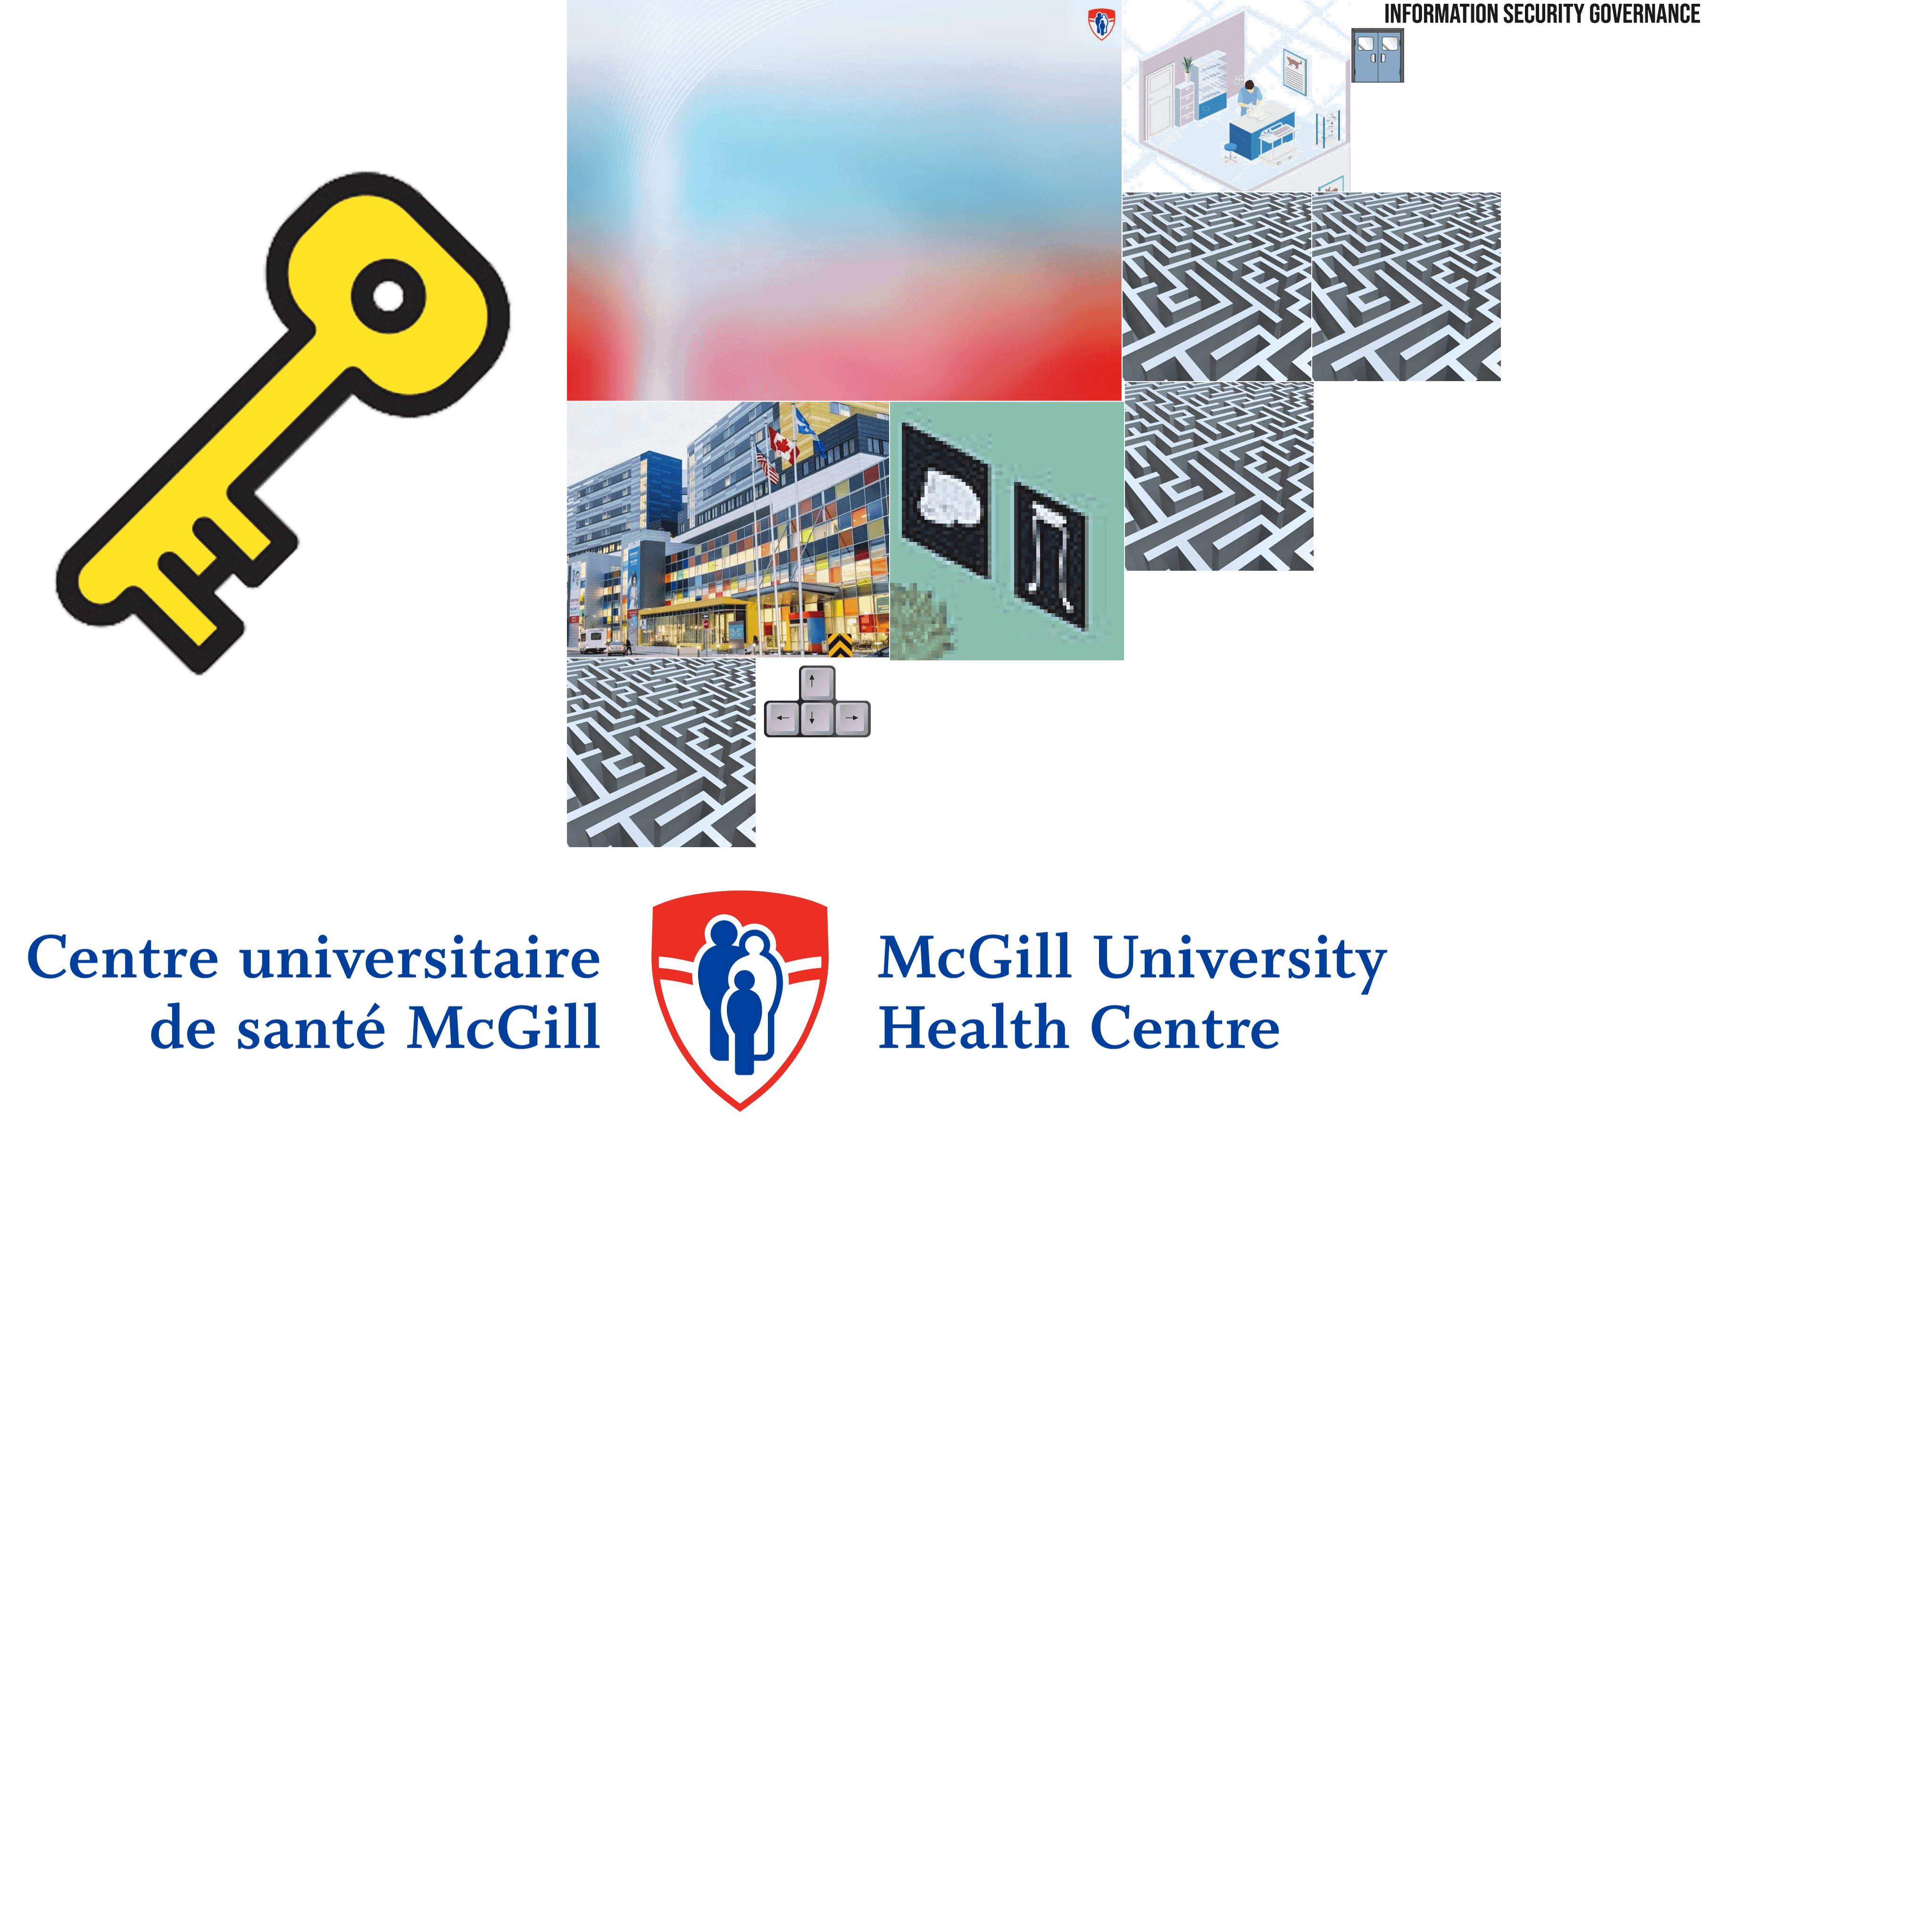 INFORMATION SECURITY GOVERNANCE
Centre universitaire
de santé McGill
McGill University
Health Centre